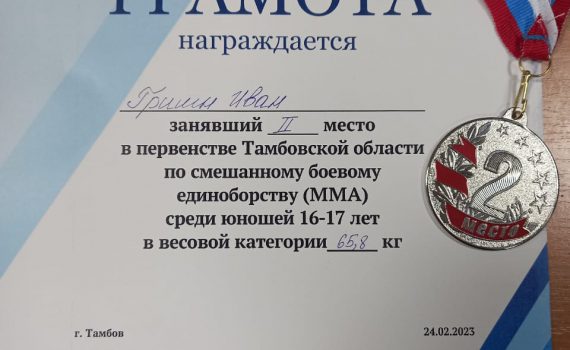 ГРАМОТА
награждается
Гришин Иван
занявший II место
в первенстве Тамбовской области
по смешанному боевому
единоборству (ММА)
среди юношей 16-17 лет
в весовой категории 65,8 кг
г. Тамбов
24.02.2023
2
МЕСТО